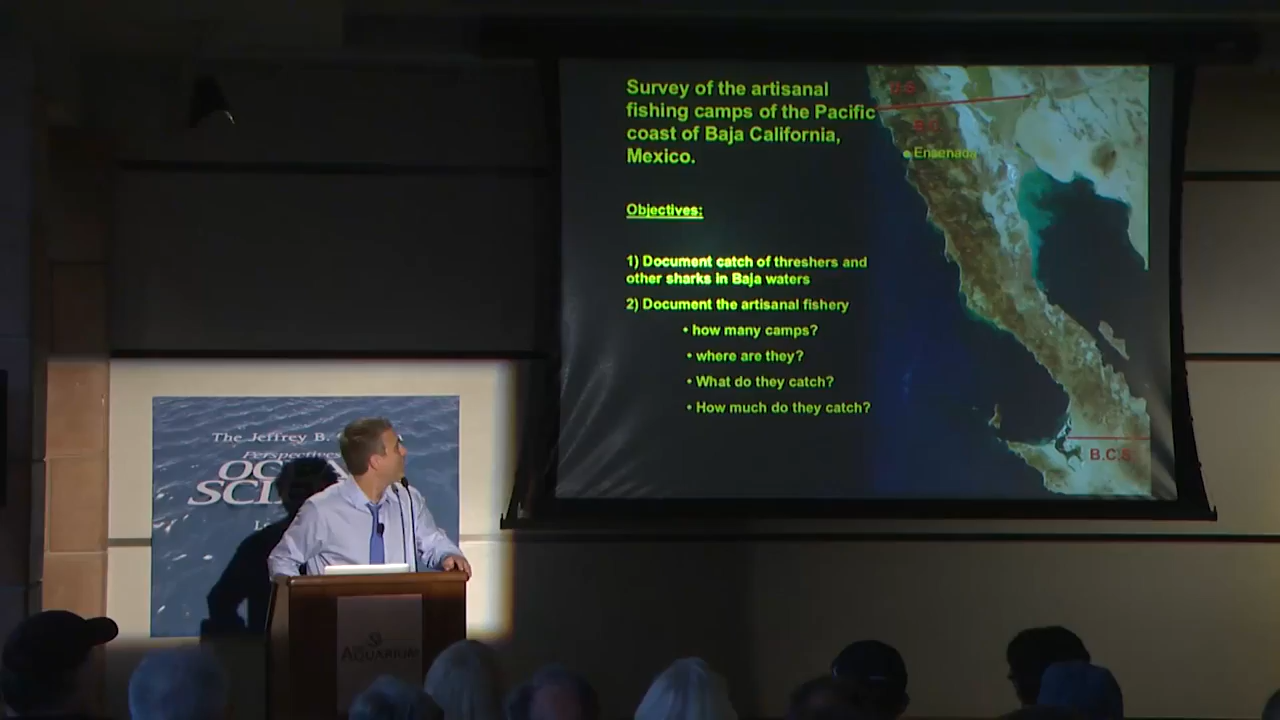 Survey of the artisanal
fishing camps of the Pacific
coast of Baja California,
Mexico.
Objectives:
1) Document catch of threshers and
other sharks in Baja waters
2) Document the artisanal fishery
• how many camps?
• where are they?
• What do they catch?
• How much do they catch?
Ensenada
B.C.S
The Jeffrey B.
Perspectives
AQUARIUM